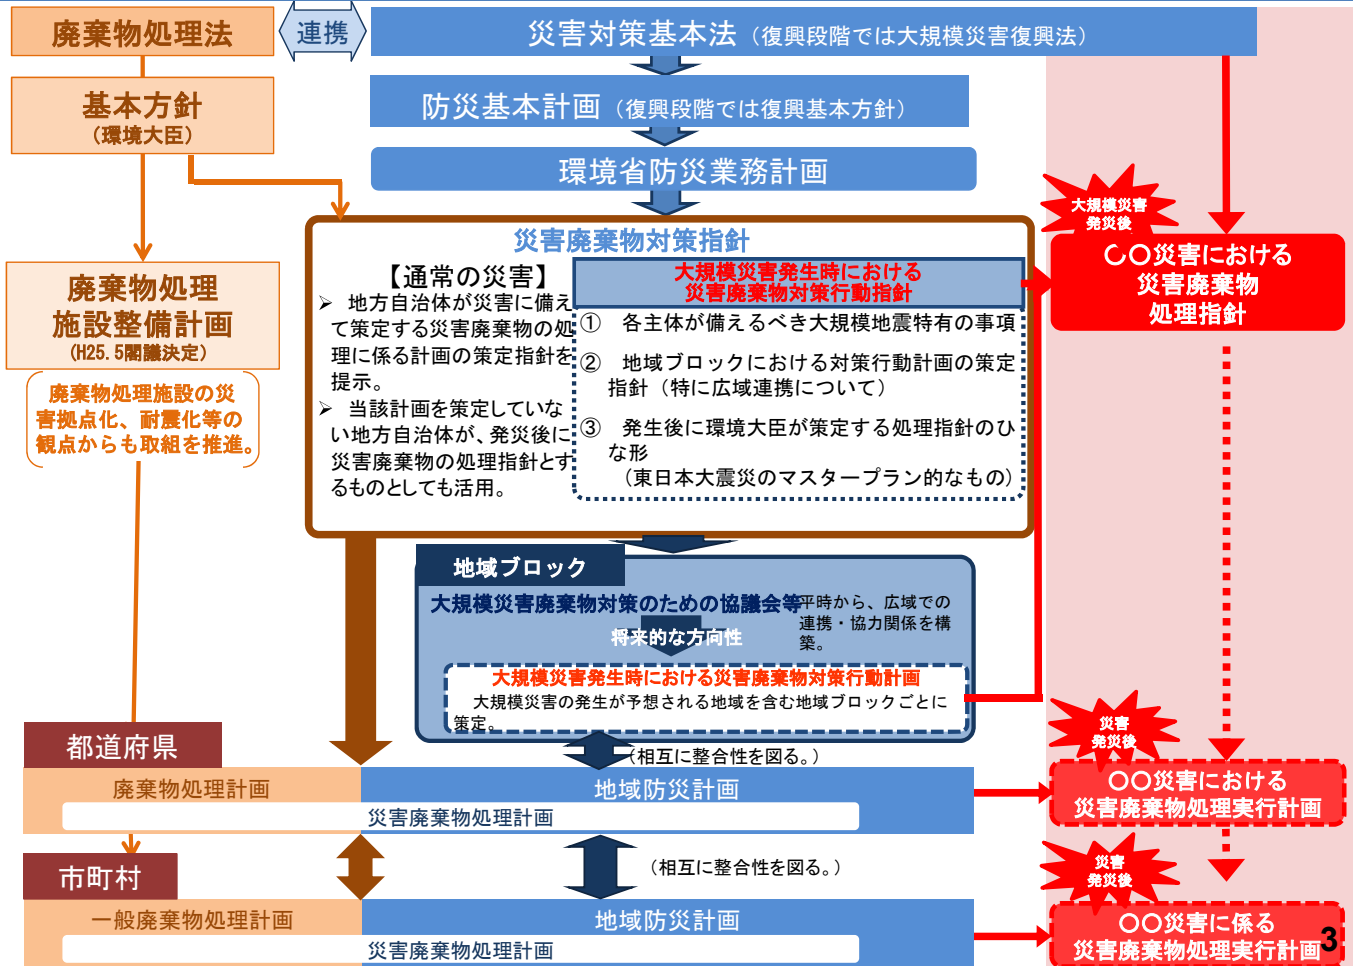 廃棄物処理法
連携
災害対策基本法（復興段階では大規模災害復興法）
基本方針
（環境大臣）
防災基本計画（復興段階では復興基本方針）
環境省防災業務計画
大規模災害
発災後
〇〇災害における
災害廃棄物
処理指針
廃棄物処理
施設整備計画
（H25.5閣議決定）
廃棄物処理施設の災
害拠点化、耐震化等の
観点からも取組を推進。
災害廃棄物対策指針
【通常の災害】
➢ 地方自治体が災害に備え
て策定する災害廃棄物の処
理に係る計画の策定指針を
提示。
➢ 当該計画を策定していな
い地方自治体が、発災後に
災害廃棄物の処理指針とす
るものとしても活用。
大規模災害発生時における
災害廃棄物対策行動指針
① 各主体が備えるべき大規模地震特有の事項
② 地域ブロックにおける対策行動計画の策定
指針（特に広域連携について）
③ 発生後に環境大臣が策定する処理指針のひ
な形
（東日本大震災のマスタープラン的なもの）
地域ブロック
大規模災害廃棄物対策のための協議会等
平時から、広域での
連携・協力関係を構
築。
将来的な方向性
大規模災害発生時における災害廃棄物対策行動計画
大規模災害の発生が予想される地域を含む地域ブロックごとに
策定。
（相互に整合性を図る。）
都道府県
廃棄物処理計画
地域防災計画
災害廃棄物処理計画
災害
発災後
〇〇災害における
災害廃棄物処理実行計画
（相互に整合性を図る。）
市町村
一般廃棄物処理計画
地域防災計画
災害廃棄物処理計画
災害
発災後
〇〇災害に係る
災害廃棄物処理実行計画
3